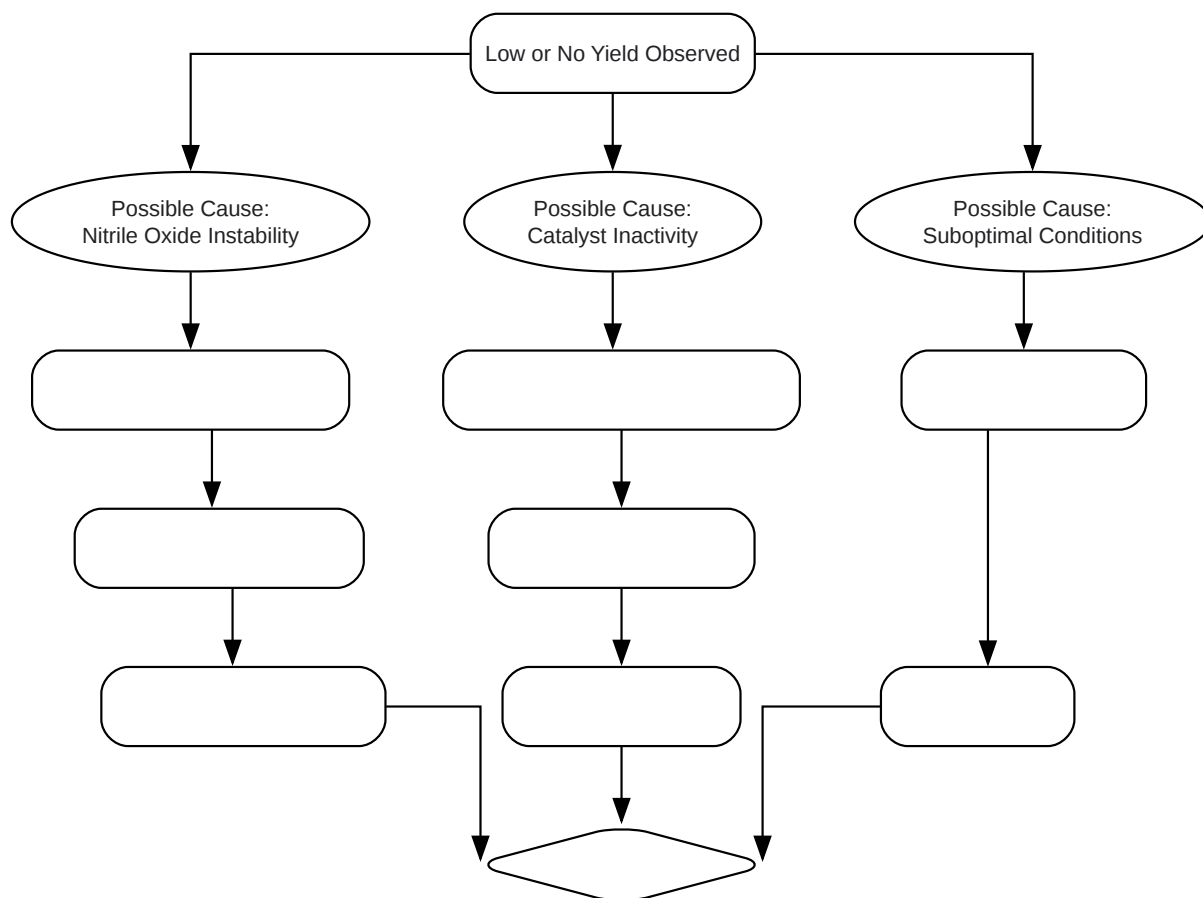 Low or No Yield Observed
Possible Cause:
Nitrile Oxide Instability
Possible Cause:
Catalyst Inactivity
Possible Cause:
Suboptimal Conditions